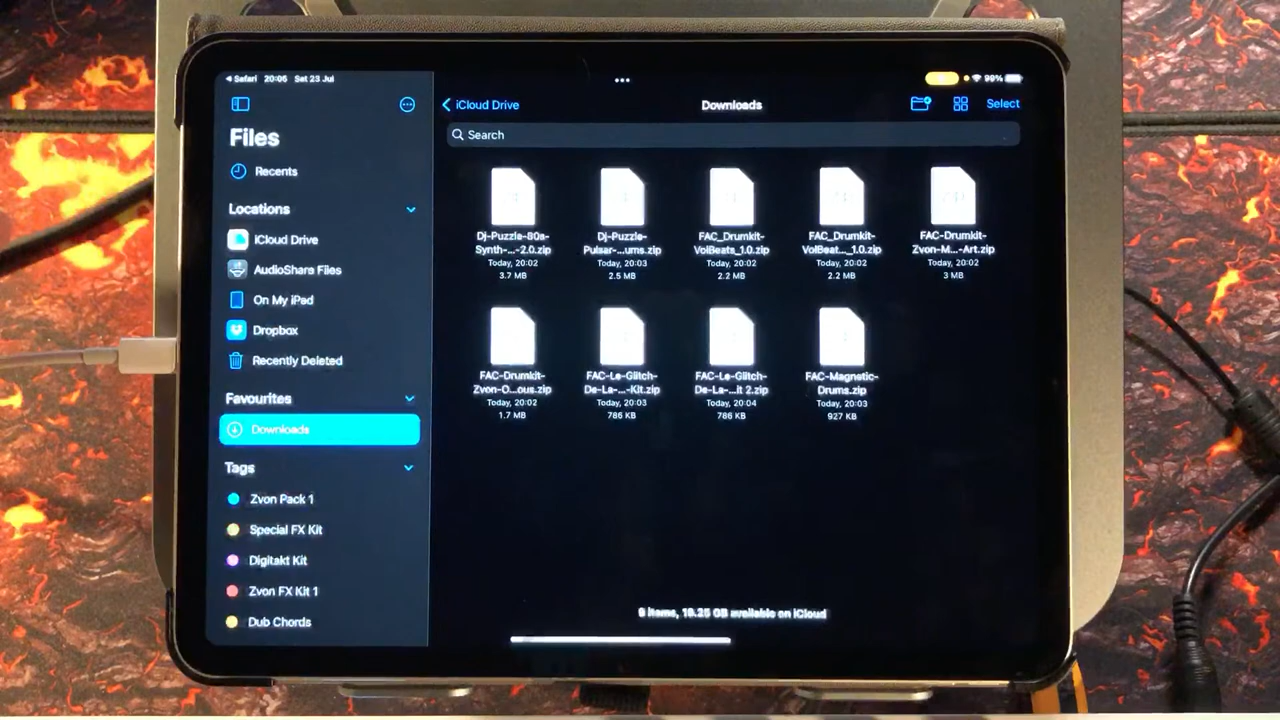 Safari 20:06 Sat 23 Jul
99%
Files
Recents
Locations
iCloud Drive
AudioShare Files
On My iPad
Dropbox
Recently Deleted
Favourites
Downloads
Tags
Zvon Pack 1
Special FX Kit
Digitakt Kit
Zvon FX Kit 1
Dub Chords
iCloud Drive
Downloads
Select
Search
Dj-Puzzle-80s-
Synth-...-2.0.zip
Today, 20:02
3.7 MB
Dj-Puzzle-
Pulsar-...ums.zip
Today, 20:03
2.5 MB
FAC_Drumkit-
VolBeats_1.0.zip
Today, 20:02
2.2 MB
FAC_Drumkit-
VolBeat..._1.0.zip
Today, 20:02
2.2 MB
FAC-Drumkit-
Zvon-M...-Art.zip
Today, 20:02
3 MB
FAC-Drumkit-
Zvon-O...ous.zip
Today, 20:02
1.7 MB
FAC-Le-Glitch-
De-La-...-Kit.zip
Today, 20:03
786 KB
FAC-Le-Glitch-
De-La-...it 2.zip
Today, 20:04
786 KB
FAC-Magnetic-
Drums.zip
Today, 20:03
927 KB
9 items, 19.25 GB available on iCloud